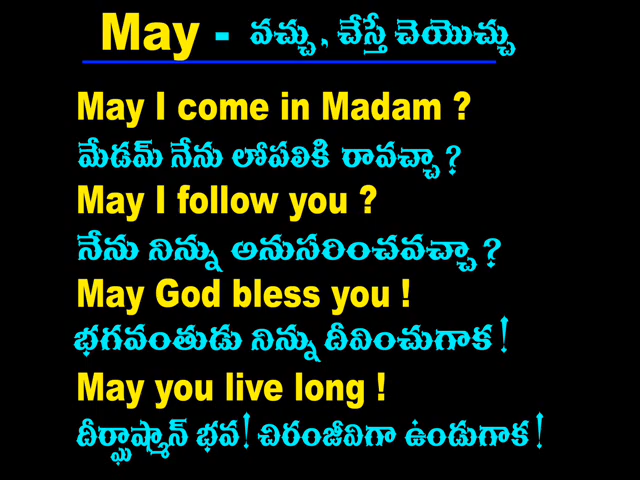 May - వచ్చు, చేస్తే చెయొచ్చు
May I come in Madam ?
మేడమ్ నేను లోపలికి రావచ్చా ?
May I follow you ?
నేను నిన్ను అనుసరించవచ్చా ?
May God bless you !
భగవంతుడు నిన్ను దీవించుగాక !
May you live long !
దీర్ఘాష్మాన్ భవ! చిరంజీవిగా ఉండుగాక !